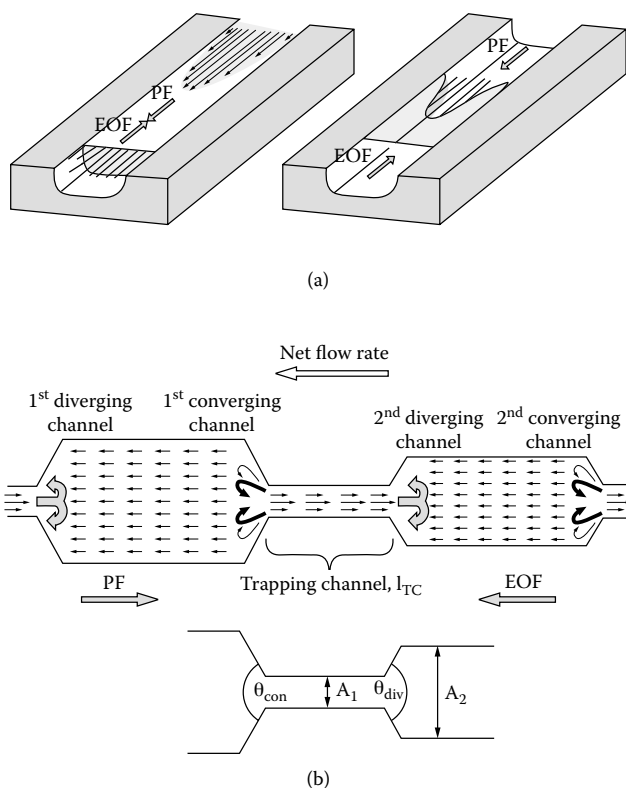 PF
EOF
PF
EOF
(a)
Net flow rate
1st diverging
channel
1st converging
channel
2nd diverging
channel
2nd converging
channel
PF
Trapping channel, lTC
EOF
θcon
A1
θdiv
A2
(b)